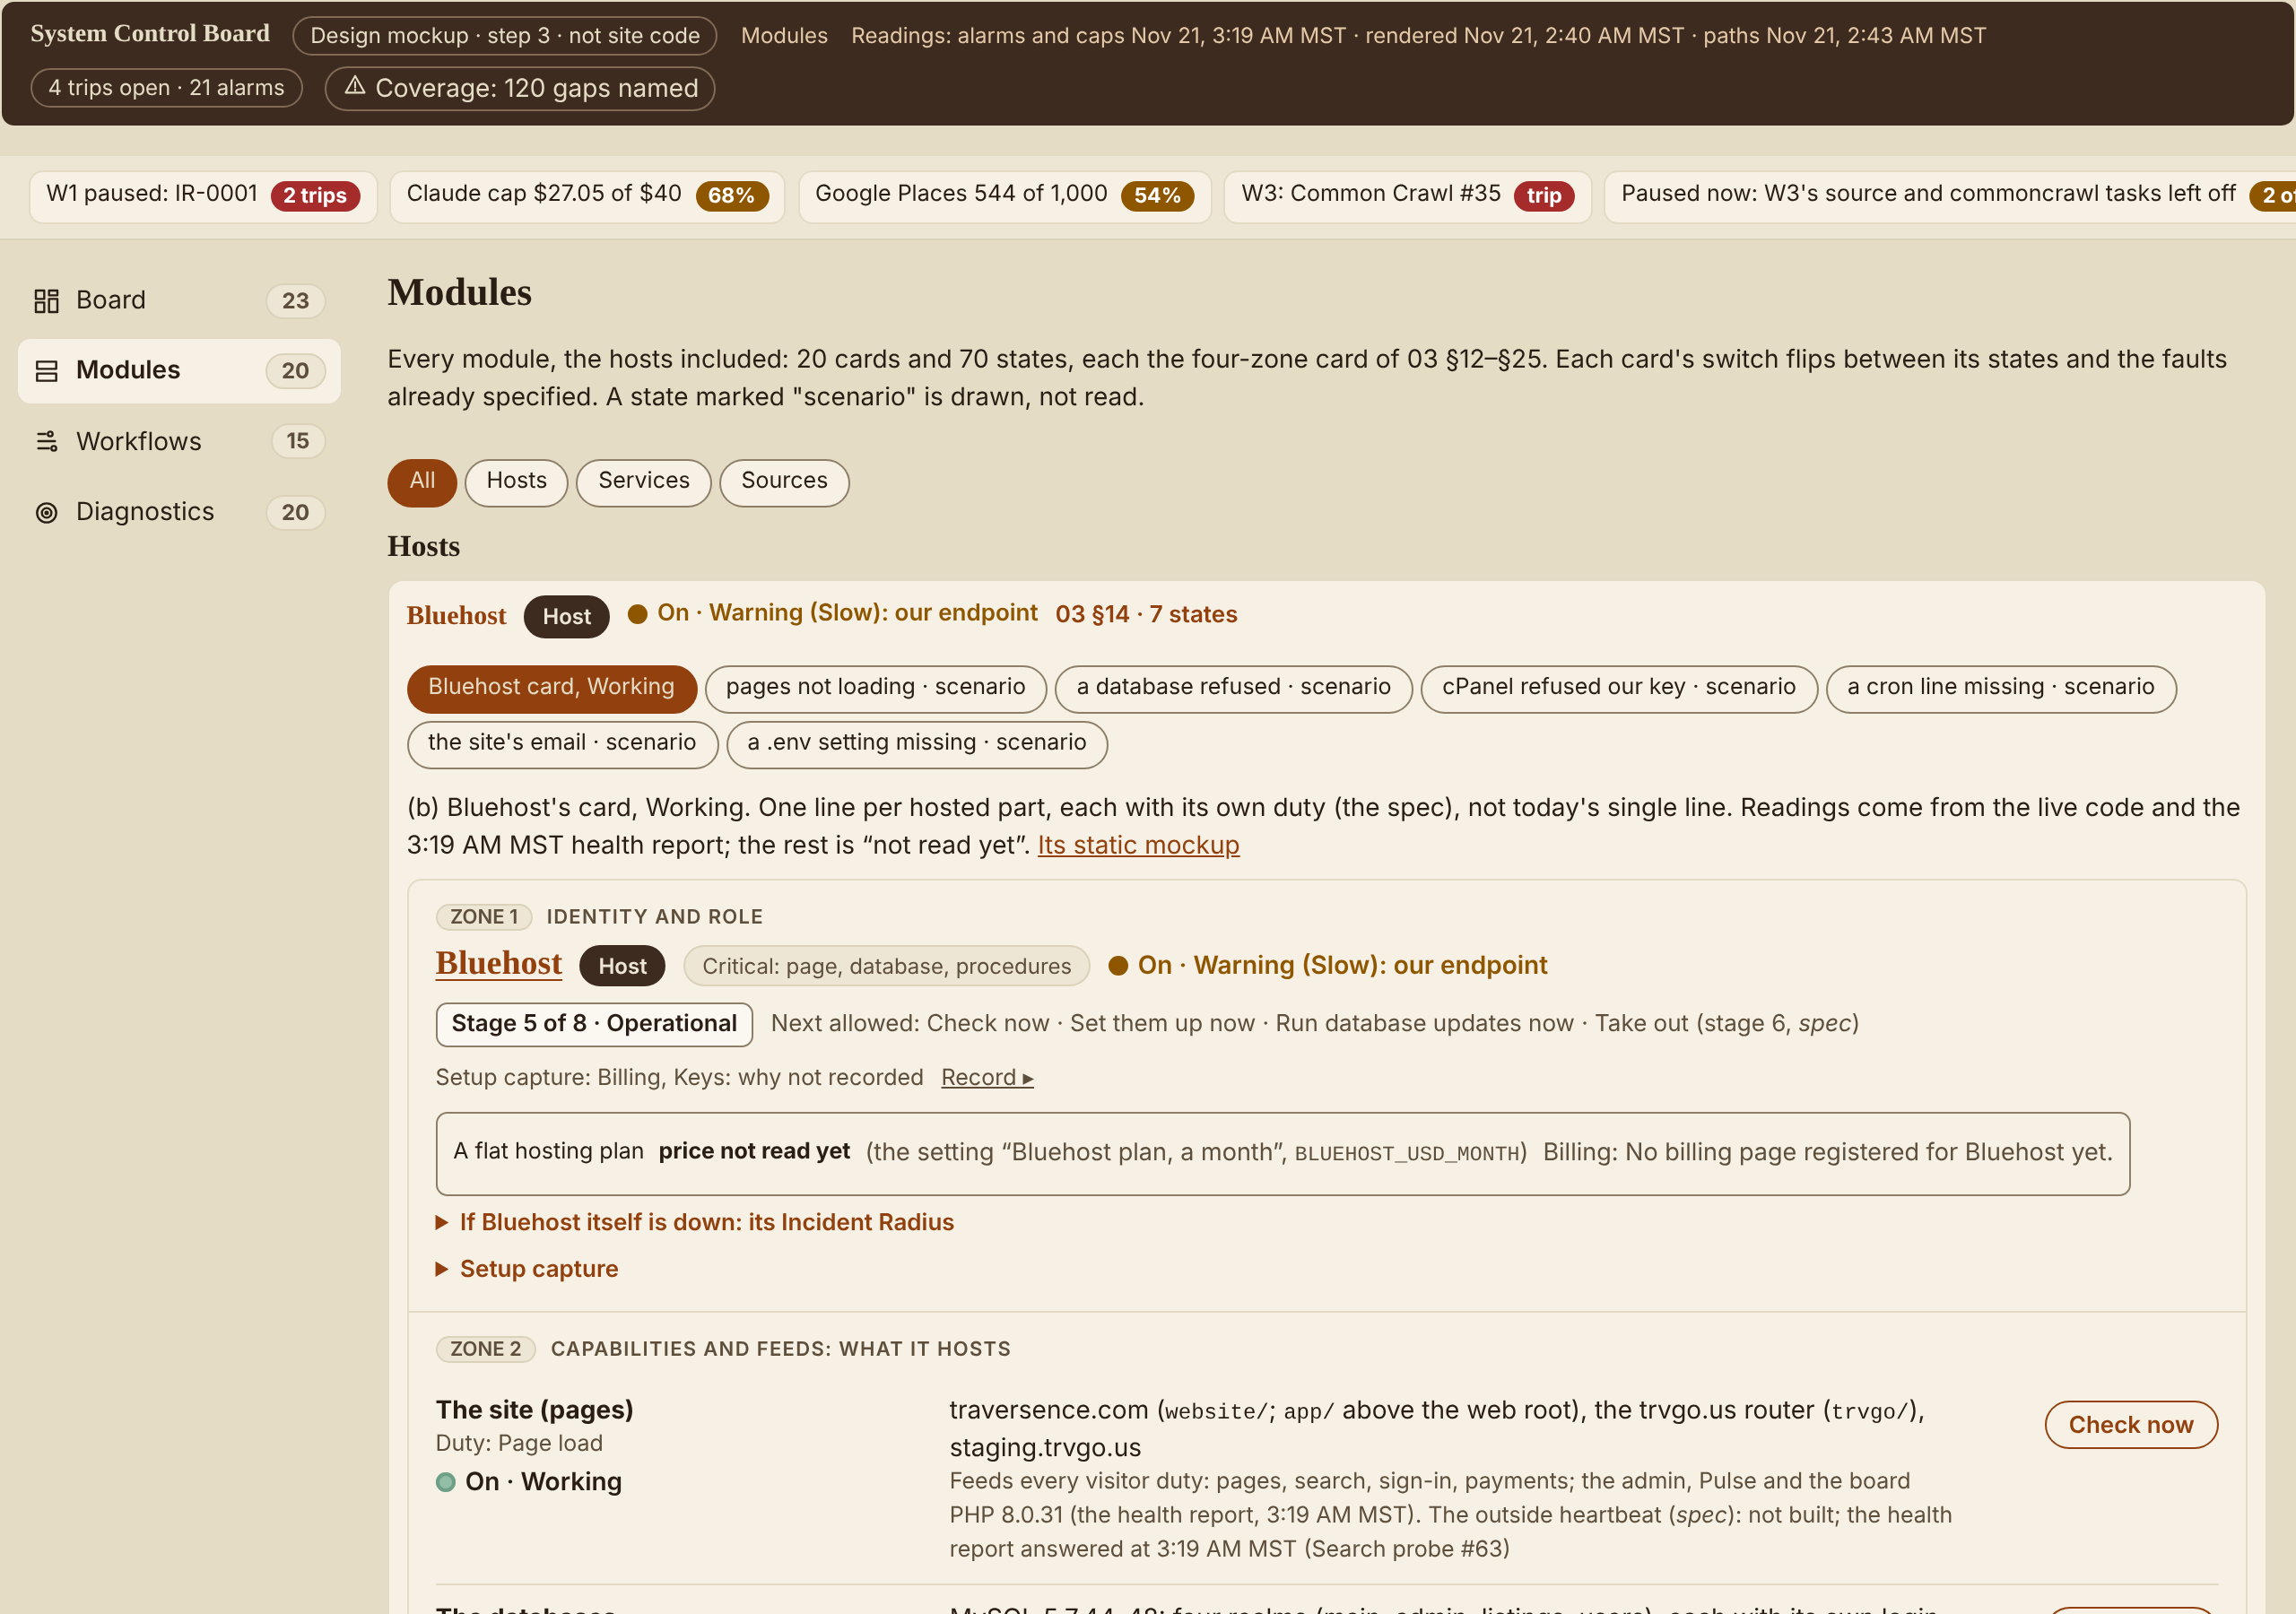 System Control Board Design mockup · step 3 · not site code Modules Readings: alarms and caps Nov 21, 3:19 AM MST · rendered Nov 21, 2:40 AM MST · paths Nov 21, 2:43 AM MST
4 trips open · 21 alarms ⚠ Coverage: 120 gaps named
W1 paused: IR-0001 2 trips Claude cap $27.05 of $40 68% Google Places 544 of 1,000 54% W3: Common Crawl #35 trip Paused now: W3's source and commoncrawl tasks left off 2
Board 23
Modules 20
Workflows 15
Diagnostics 20
Modules
Every module, the hosts included: 20 cards and 70 states, each the four-zone card of 03 §12–§25. Each card's switch flips between its states and the faults
already specified. A state marked "scenario" is drawn, not read.
All Hosts Services Sources
Hosts
Bluehost Host On · Warning (Slow): our endpoint 03 §14 · 7 states
Bluehost card, Working pages not loading · scenario a database refused · scenario cPanel refused our key · scenario a cron line missing · scenario
the site's email · scenario a .env setting missing · scenario
(b) Bluehost's card, Working. One line per hosted part, each with its own duty (the spec), not today's single line. Readings come from the live code and the
3:19 AM MST health report; the rest is “not read yet”. Its static mockup
ZONE 1 IDENTITY AND ROLE
Bluehost Host Critical: page, database, procedures On · Warning (Slow): our endpoint
Stage 5 of 8 · Operational Next allowed: Check now · Set them up now · Run database updates now · Take out (stage 6, spec)
Setup capture: Billing, Keys: why not recorded Record ▸
A flat hosting plan price not read yet (the setting “Bluehost plan, a month”, BLUEHOST_USD_MONTH) Billing: No billing page registered for Bluehost yet.
▶ If Bluehost itself is down: its Incident Radius
▶ Setup capture
ZONE 2 CAPABILITIES AND FEEDS: WHAT IT HOSTS
The site (pages)
Duty: Page load
On · Working
traversence.com (website/; app/ above the web root), the trvgo.us router (trvgo/),
staging.trvgo.us
Feeds every visitor duty: pages, search, sign-in, payments; the admin, Pulse and the board
PHP 8.0.31 (the health report, 3:19 AM MST). The outside heartbeat (spec): not built; the health
report answered at 3:19 AM MST (Search probe #63)
Check now